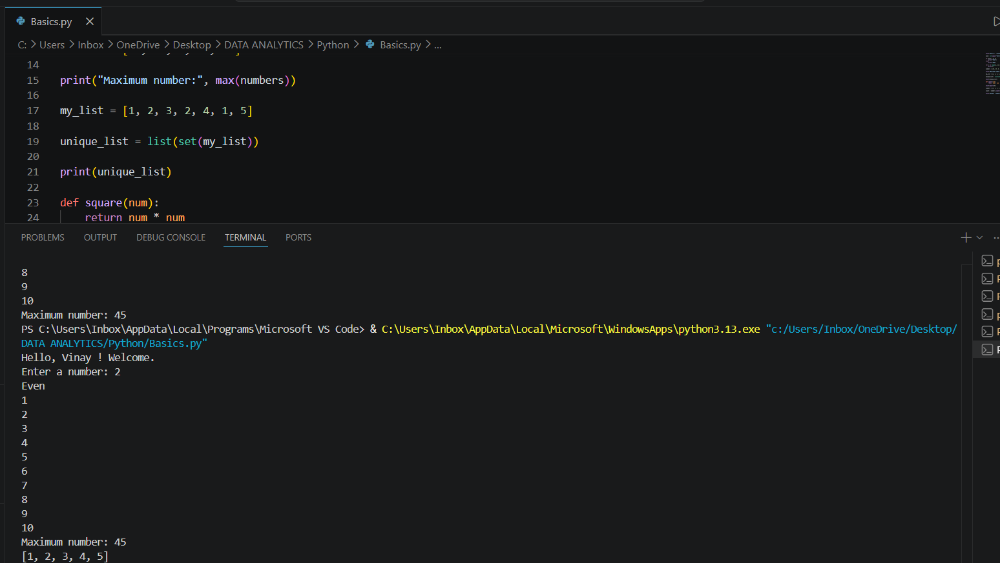 Basics.py
C: > Users > Inbox > OneDrive > Desktop > DATA ANALYTICS > Python > Basics.py > ...
14
15 print("Maximum number:", max(numbers))
16
17 my_list = [1, 2, 3, 2, 4, 1, 5]
18
19 unique_list = list(set(my_list))
20
21 print(unique_list)
22
23 def square(num):
24 return num * num
PROBLEMS OUTPUT DEBUG CONSOLE TERMINAL PORTS
8
9
10
Maximum number: 45
PS C:\Users\Inbox\AppData\Local\Programs\Microsoft VS Code> & C:\Users\Inbox\AppData\Local\Microsoft\WindowsApps\python3.13.exe "c:/Users/Inbox/OneDrive/Desktop/
DATA ANALYTICS/Python/Basics.py"
Hello, Vinay ! Welcome.
Enter a number: 2
Even
1
2
3
4
5
6
7
8
9
10
Maximum number: 45
[1, 2, 3, 4, 5]